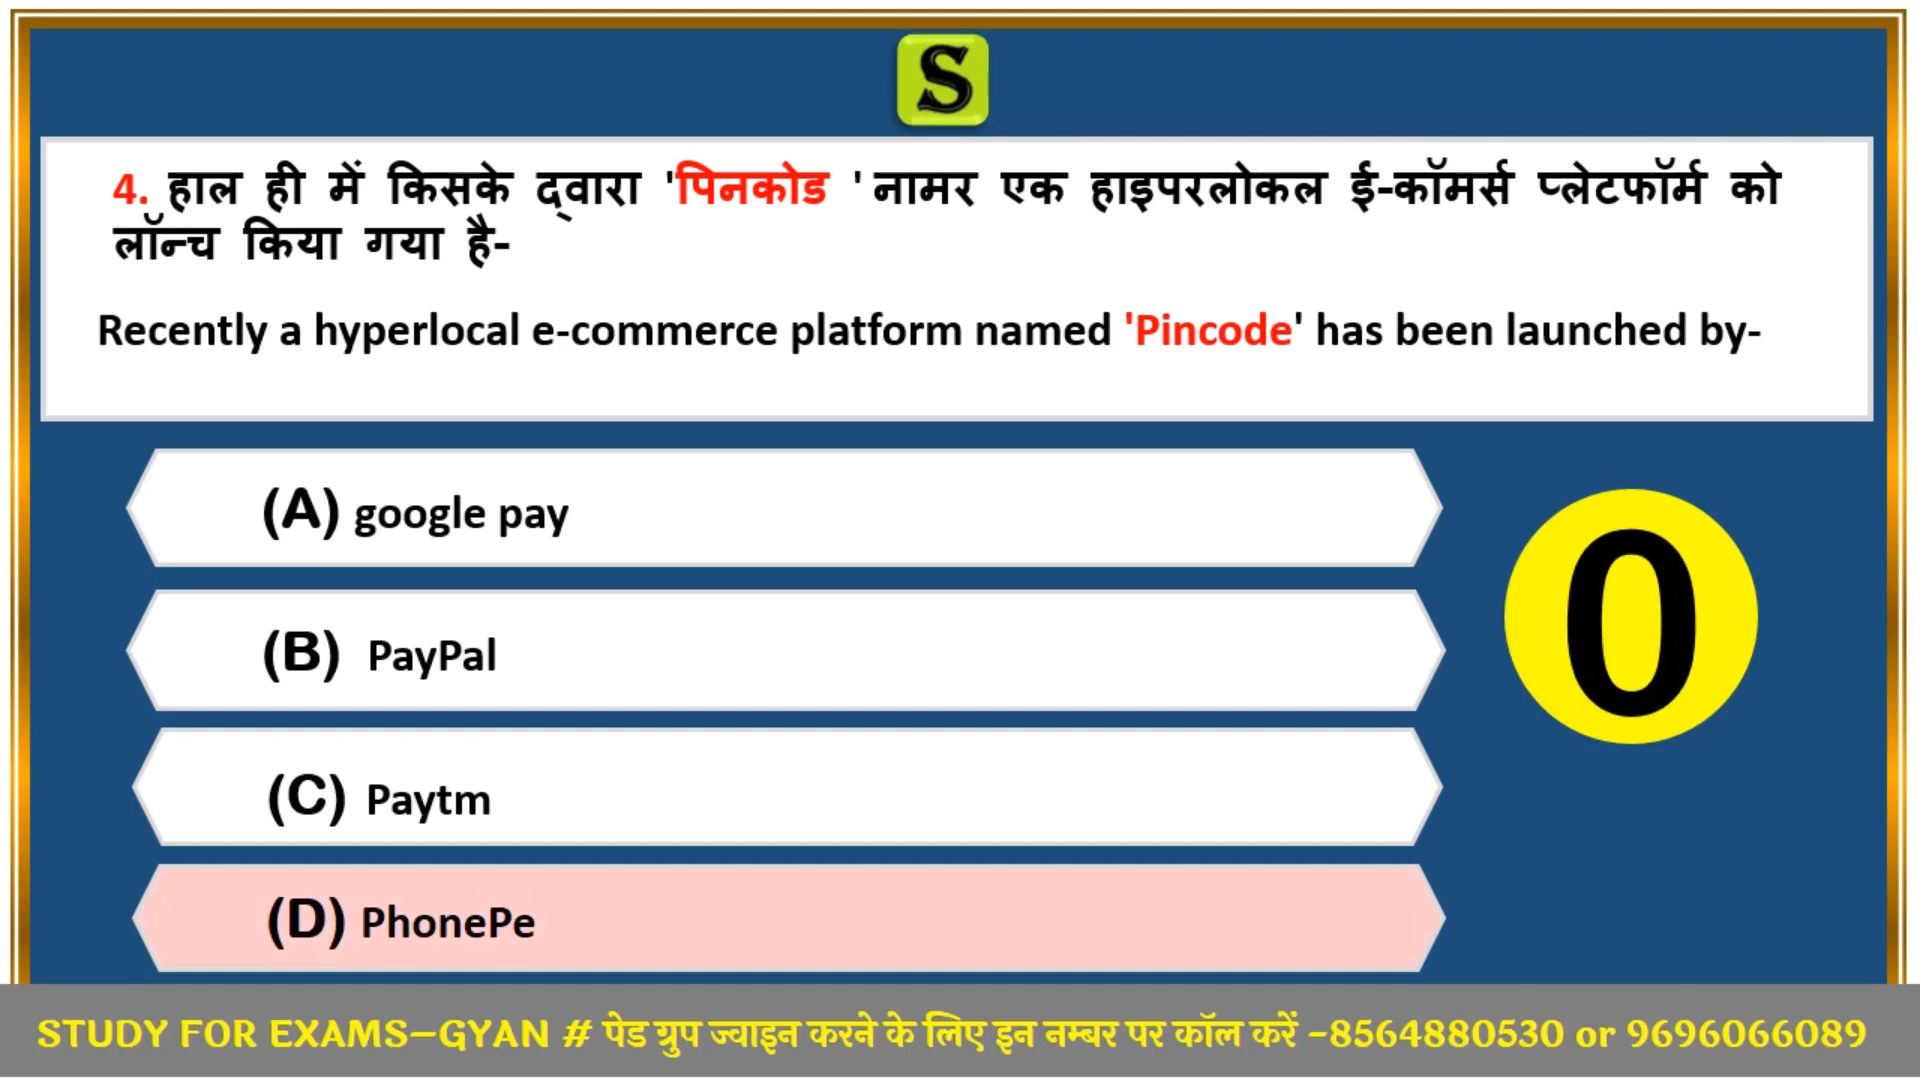 S
4. हाल ही में किसके द्वारा 'पिनकोड ' नामर एक हाइपरलोकल ई-कॉमर्स प्लेटफॉर्म को
लॉन्च किया गया है-
Recently a hyperlocal e-commerce platform named 'Pincode' has been launched by-
(A) google pay
(B) PayPal
0
(C) Paytm
(D) PhonePe
STUDY FOR EXAMS-GYAN # पेड ग्रुप ज्वाइन करने के लिए इन नम्बर पर कॉल करें -8564880530 or 9696066089